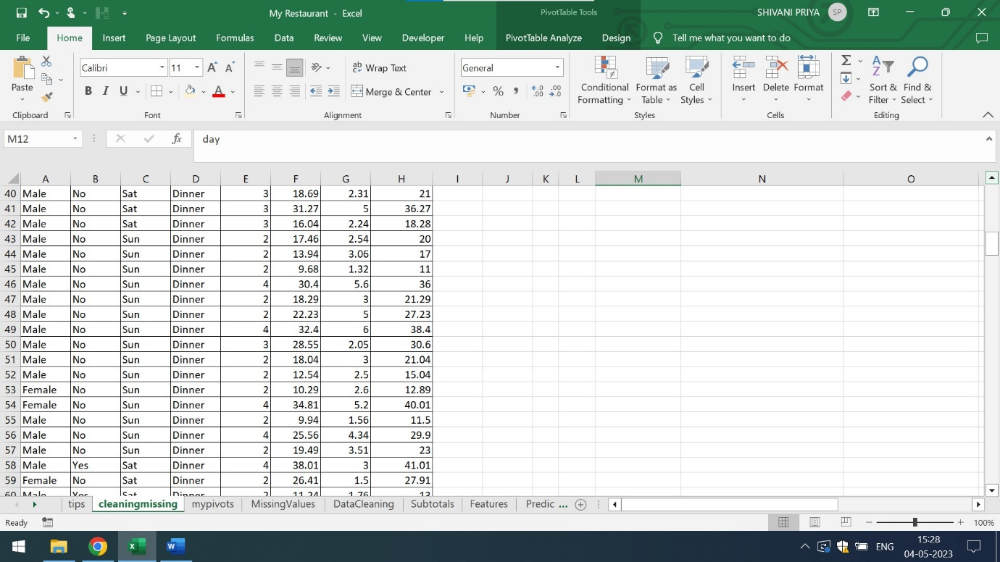 My Restaurant - Excel
PivotTable Tools
SHIVANI PRIYA
SP
File Home Insert Page Layout Formulas Data Review View Developer Help PivotTable Analyze Design Tell me what you want to do
Paste
Calibri 11 A A
B I U A
ab Wrap Text
Merge & Center
General
% , .00 .00
Conditional Formatting
Format as Table
Cell Styles
Insert Delete Format
Sort & Filter
Find & Select
Clipboard Font Alignment Number Styles Cells Editing
M12 fx day
A B C D E F G H I J K L M N O
40 Male No Sat Dinner 3 18.69 2.31 21
41 Male No Sat Dinner 3 31.27 5 36.27
42 Male No Sat Dinner 3 16.04 2.24 18.28
43 Male No Sun Dinner 2 17.46 2.54 20
44 Male No Sun Dinner 2 13.94 3.06 17
45 Male No Sun Dinner 2 9.68 1.32 11
46 Male No Sun Dinner 4 30.4 5.6 36
47 Male No Sun Dinner 2 18.29 3 21.29
48 Male No Sun Dinner 2 22.23 5 27.23
49 Male No Sun Dinner 4 32.4 6 38.4
50 Male No Sun Dinner 3 28.55 2.05 30.6
51 Male No Sun Dinner 2 18.04 3 21.04
52 Male No Sun Dinner 2 12.54 2.5 15.04
53 Female No Sun Dinner 2 10.29 2.6 12.89
54 Female No Sun Dinner 4 34.81 5.2 40.01
55 Male No Sun Dinner 2 9.94 1.56 11.5
56 Male No Sun Dinner 4 25.56 4.34 29.9
57 Male No Sun Dinner 2 19.49 3.51 23
58 Male Yes Sat Dinner 4 38.01 3 41.01
59 Female No Sat Dinner 2 26.41 1.5 27.91
60 Male Yes Sat Dinner 2 11.24 1.76 13
tips cleaningmissing mypivots MissingValues DataCleaning Subtotals Features Predic ...
Ready
100%
ENG
15:28
04-05-2023